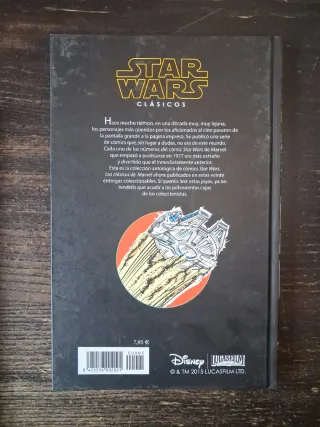 STAR
WARS
CLÁSICOS
Hace mucho tiempo, en una década muy, muy lejana,
los personajes más queridos por los aficionados al cine pasaron de
la pantalla grande a la página impresa. Se publicó una serie
de cómics que, sin lugar a dudas, no era de este mundo.
Cada uno de los números del cómic Star Wars de Marvel
que empezó a publicarse en 1977 era más extraño
y divertido que el inmediatamente anterior.
Esta es la colección antológica de cómics Star Wars.
Los clásicos de Marvel ahora publicados en estas veinte
entregas coleccionables. Si queréis leer estas joyas, ya no
tendréis que acudir a las polvorientas cajas
de los coleccionistas.
7,95 €
Disney
LUCASFILM
© & TM 2015 LUCASFILM LTD.